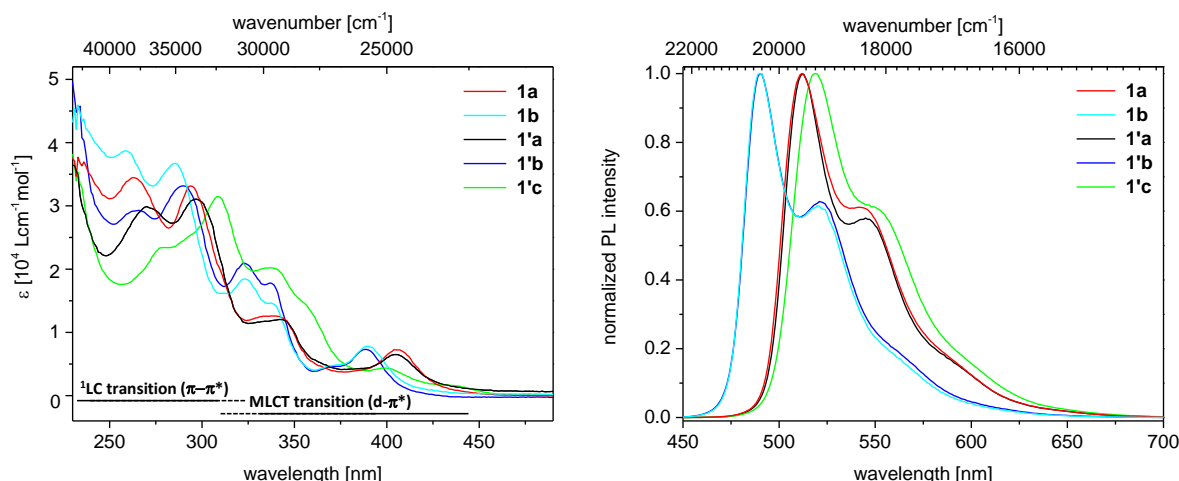 wavenumber [cm⁻¹]
40000 35000 30000 25000
5
4
3
2
1
0
ε [10⁴ Lcm⁻¹mol⁻¹]
1a
1b
1'a
1'b
1'c
¹LC transition (π–π*)
MLCT transition (d-π*)
250 300 350 400 450
wavelength [nm]
wavenumber [cm⁻¹]
22000 20000 18000 16000
1.0
0.8
0.6
0.4
0.2
0.0
normalized PL intensity
1a
1b
1'a
1'b
1'c
450 500 550 600 650 700
wavelength [nm]